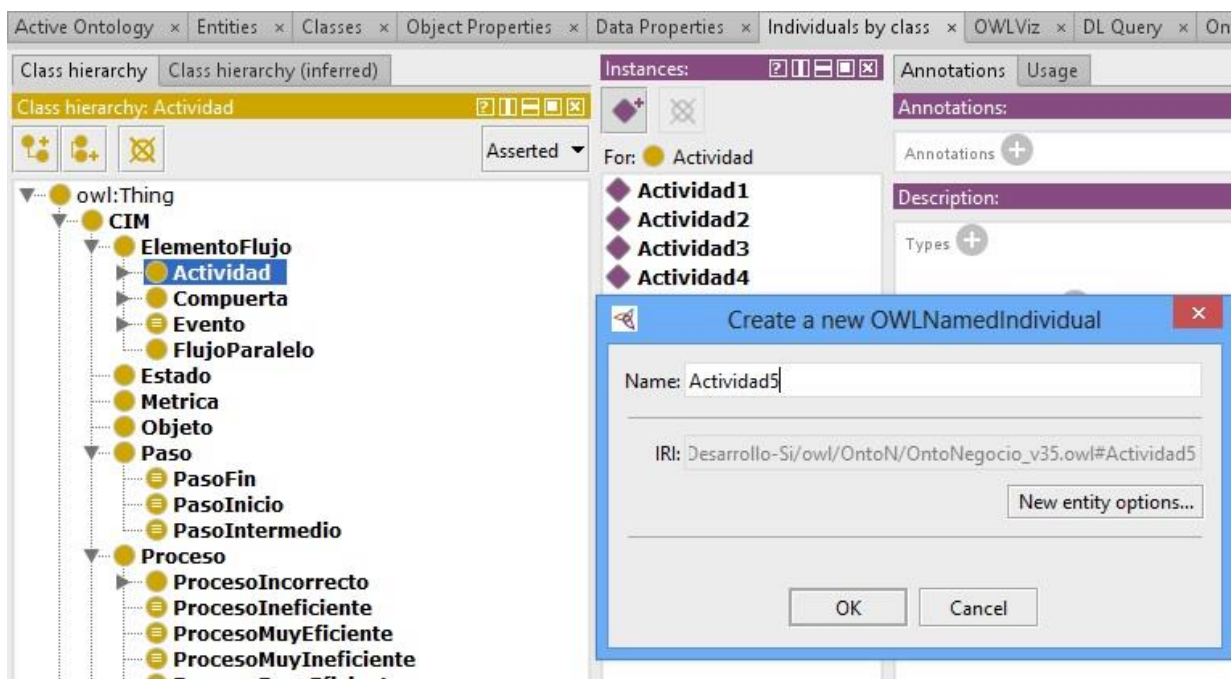 Active Ontology × Entities × Classes × Object Properties × Data Properties × Individuals by class × OWLViz × DL Query × On
Class hierarchy Class hierarchy (inferred)
Class hierarchy: Actividad
Asserted
owl:Thing
CIM
ElementoFlujo
Actividad
Compuerta
Evento
FlujoParalelo
Estado
Metrica
Objeto
Paso
PasoFin
PasoInicio
PasoIntermedio
Proceso
ProcesoIncorrecto
ProcesoIneficiente
ProcesoMuyEficiente
ProcesoMuyIneficiente
Instances:
For: Actividad
Actividad1
Actividad2
Actividad3
Actividad4
Annotations Usage
Annotations:
Annotations
Description:
Types
Create a new OWLNamedIndividual
Name: Actividad5
IRI: Desarrollo-Si/owl/OntoN/OntoNegocio_v35.owl#Actividad5
New entity options...
OK Cancel